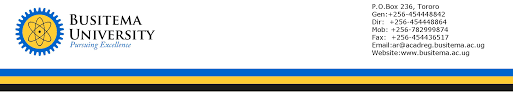 BUSITEMA
UNIVERSITY
Pursuing Excellence
P.O.Box 236, Tororo
Gen:+256-454448842
Dir: +256-454448864
Mob: +256-782999874
Fax: +256-454436517
Email:ar@acadreg.busitema.ac.ug
Website:www.busitema.ac.ug